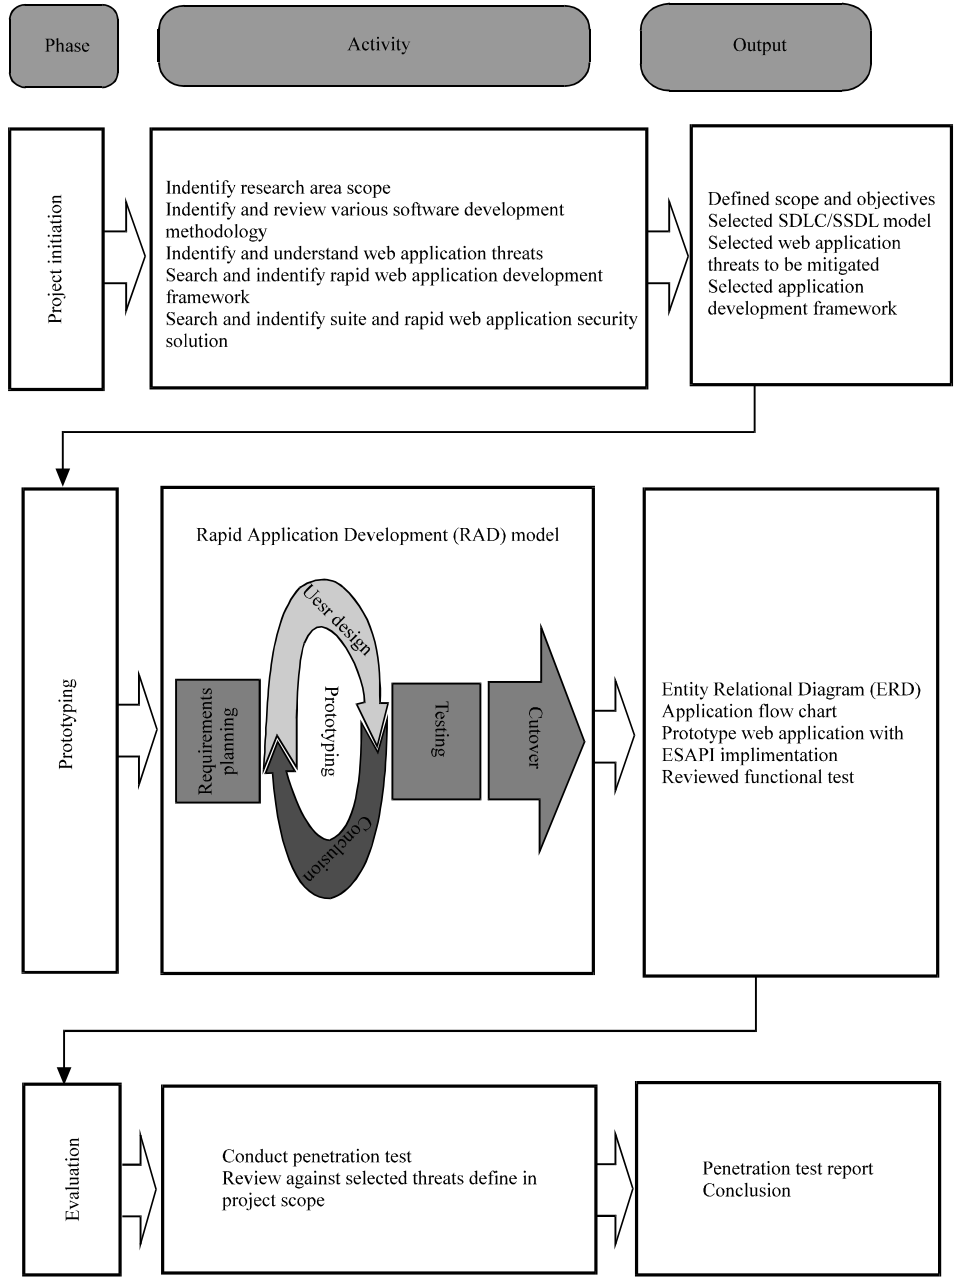 Phase
Activity
Output
Project initiation
Indentify research area scope
Indentify and review various software development
methodology
Indentify and understand web application threats
Search and indentify rapid web application development
framework
Search and indentify suite and rapid web application security
solution
Defined scope and objectives
Selected SDLC/SSDL model
Selected web application
threats to be mitigated
Selected application
development framework
Prototyping
Rapid Application Development (RAD) model
Requirements
planning
Uesr design
Prototyping
Conclusion
Testing
Cutover
Entity Relational Diagram (ERD)
Application flow chart
Prototype web application with
ESAPI implimentation
Reviewed functional test
Evaluation
Conduct penetration test
Review against selected threats define in
project scope
Penetration test report
Conclusion